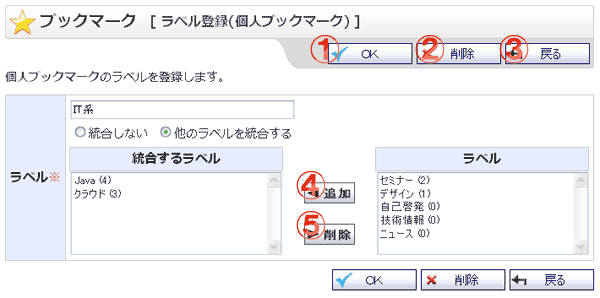 ブックマーク [ ラベル登録(個人ブックマーク) ]
① OK ② 削除 ③ 戻る
個人ブックマークのラベルを登録します。
ラベル※
IT系
統合しない 他のラベルを統合する
統合するラベル
Java (4)
クラウド (3)
④ 追加
⑤ 削除
ラベル
セミナー (2)
デザイン (1)
自己啓発 (0)
技術情報 (0)
ニュース (0)
OK 削除 戻る